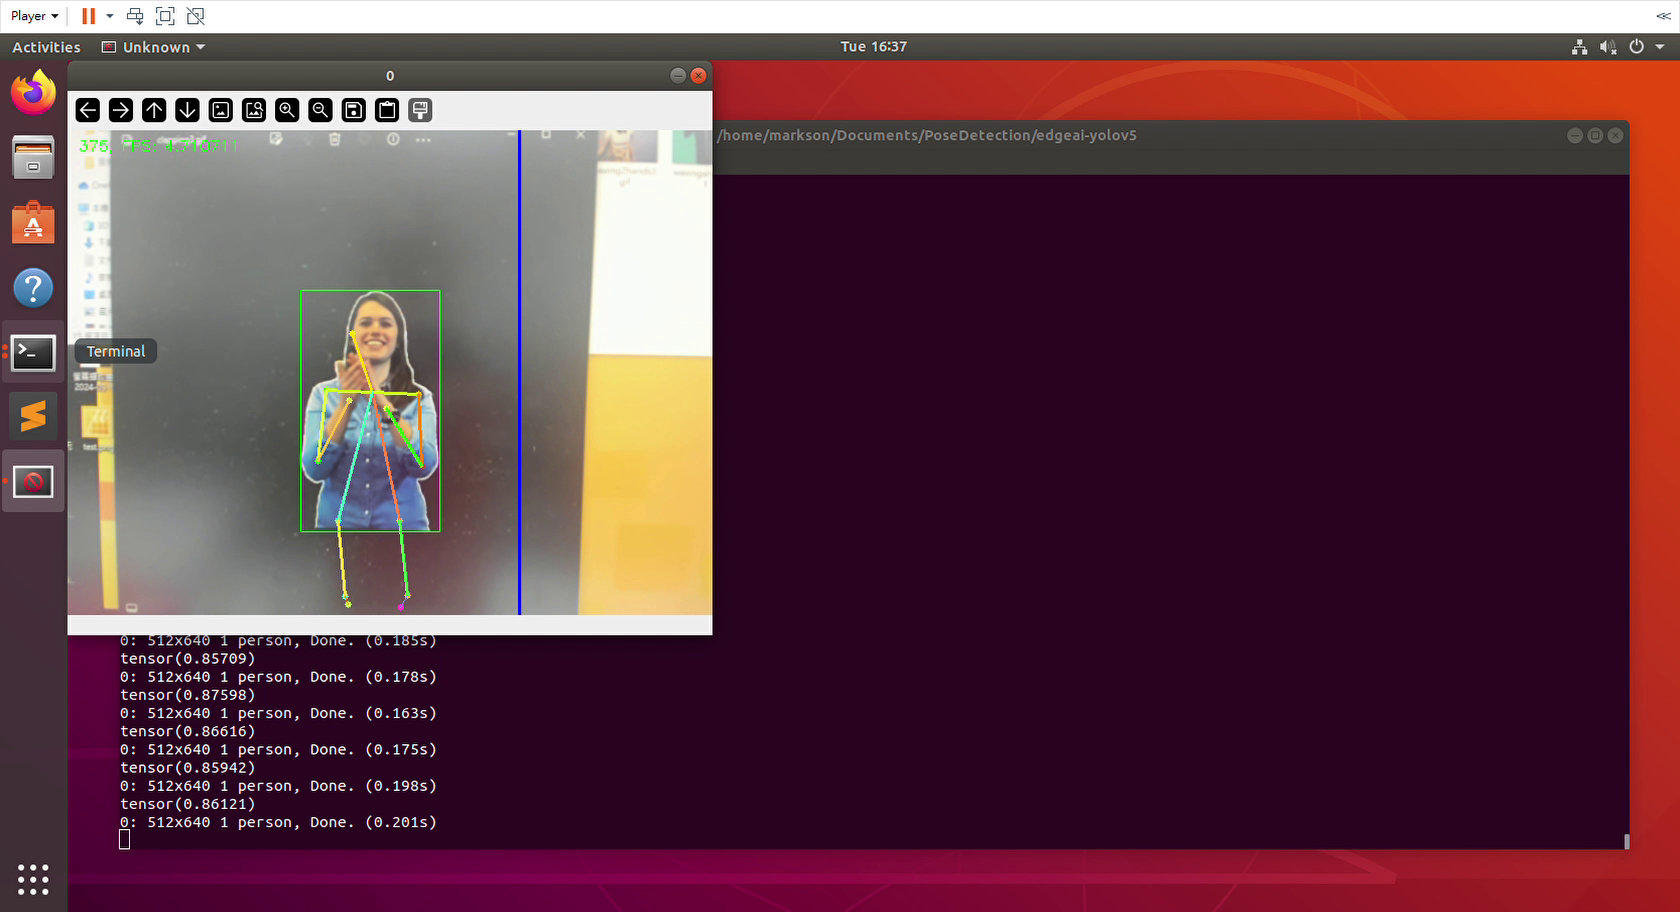 Player
Activities
Unknown
Tue 16:37
0
/home/markson/Documents/PoseDetection/edgeai-yolov5
375, FPS: 4.710711
Terminal
0: 512x640 1 person, Done. (0.185s)
tensor(0.85709)
0: 512x640 1 person, Done. (0.178s)
tensor(0.87598)
0: 512x640 1 person, Done. (0.163s)
tensor(0.86616)
0: 512x640 1 person, Done. (0.175s)
tensor(0.85942)
0: 512x640 1 person, Done. (0.198s)
tensor(0.86121)
0: 512x640 1 person, Done. (0.201s)